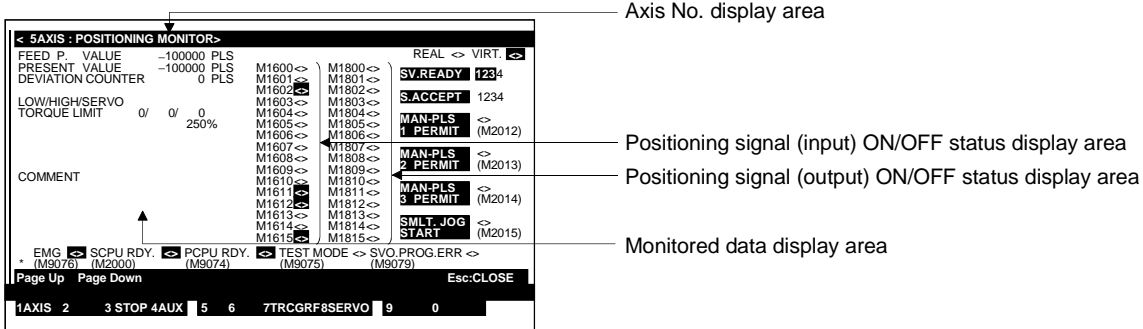 Axis No. display area
< 5AXIS : POSITIONING MONITOR>
FEED P. VALUE −100000 PLS
PRESENT VALUE −100000 PLS
DEVIATION COUNTER 0 PLS
LOW/HIGH/SERVO
TORQUE LIMIT 0/ 0/ 0
250%
COMMENT
M1600<> M1800<>
M1601<> M1801<>
M1602<> M1802<>
M1603<> M1803<>
M1604<> M1804<>
M1605<> M1805<>
M1606<> M1806<>
M1607<> M1807<>
M1608<> M1808<>
M1609<> M1809<>
M1610<> M1810<>
M1611<> M1811<>
M1612<> M1812<>
M1613<> M1813<>
M1614<> M1814<>
M1615<> M1815<>
REAL <> VIRT. <>
SV.READY 1234
S.ACCEPT 1234
MAN-PLS <>
1 PERMIT (M2012)
MAN-PLS <>
2 PERMIT (M2013)
MAN-PLS <>
3 PERMIT (M2014)
SMLT. JOG <>
START (M2015)
Positioning signal (input) ON/OFF status display area
Positioning signal (output) ON/OFF status display area
Monitored data display area
EMG <> SCPU RDY. <> PCPU RDY. <> TEST MODE <> SVO.PROG.ERR <>
* (M9076) (M2000) (M9074) (M9075) (M9079)
Page Up Page Down Esc:CLOSE
1AXIS 2 3 STOP 4AUX 5 6 7TRCGRF8SERVO 9 0